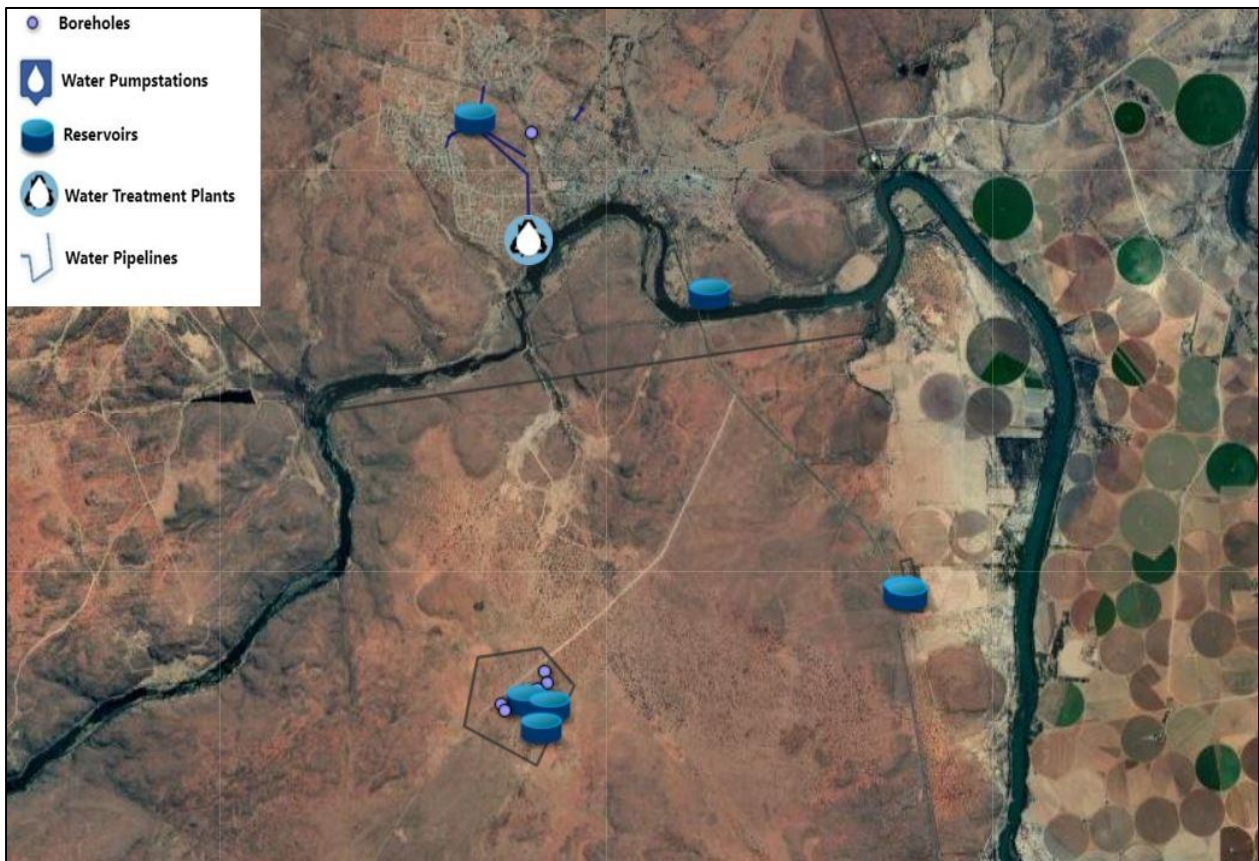 Boreholes
Water Pumpstations
Reservoirs
Water Treatment Plants
Water Pipelines